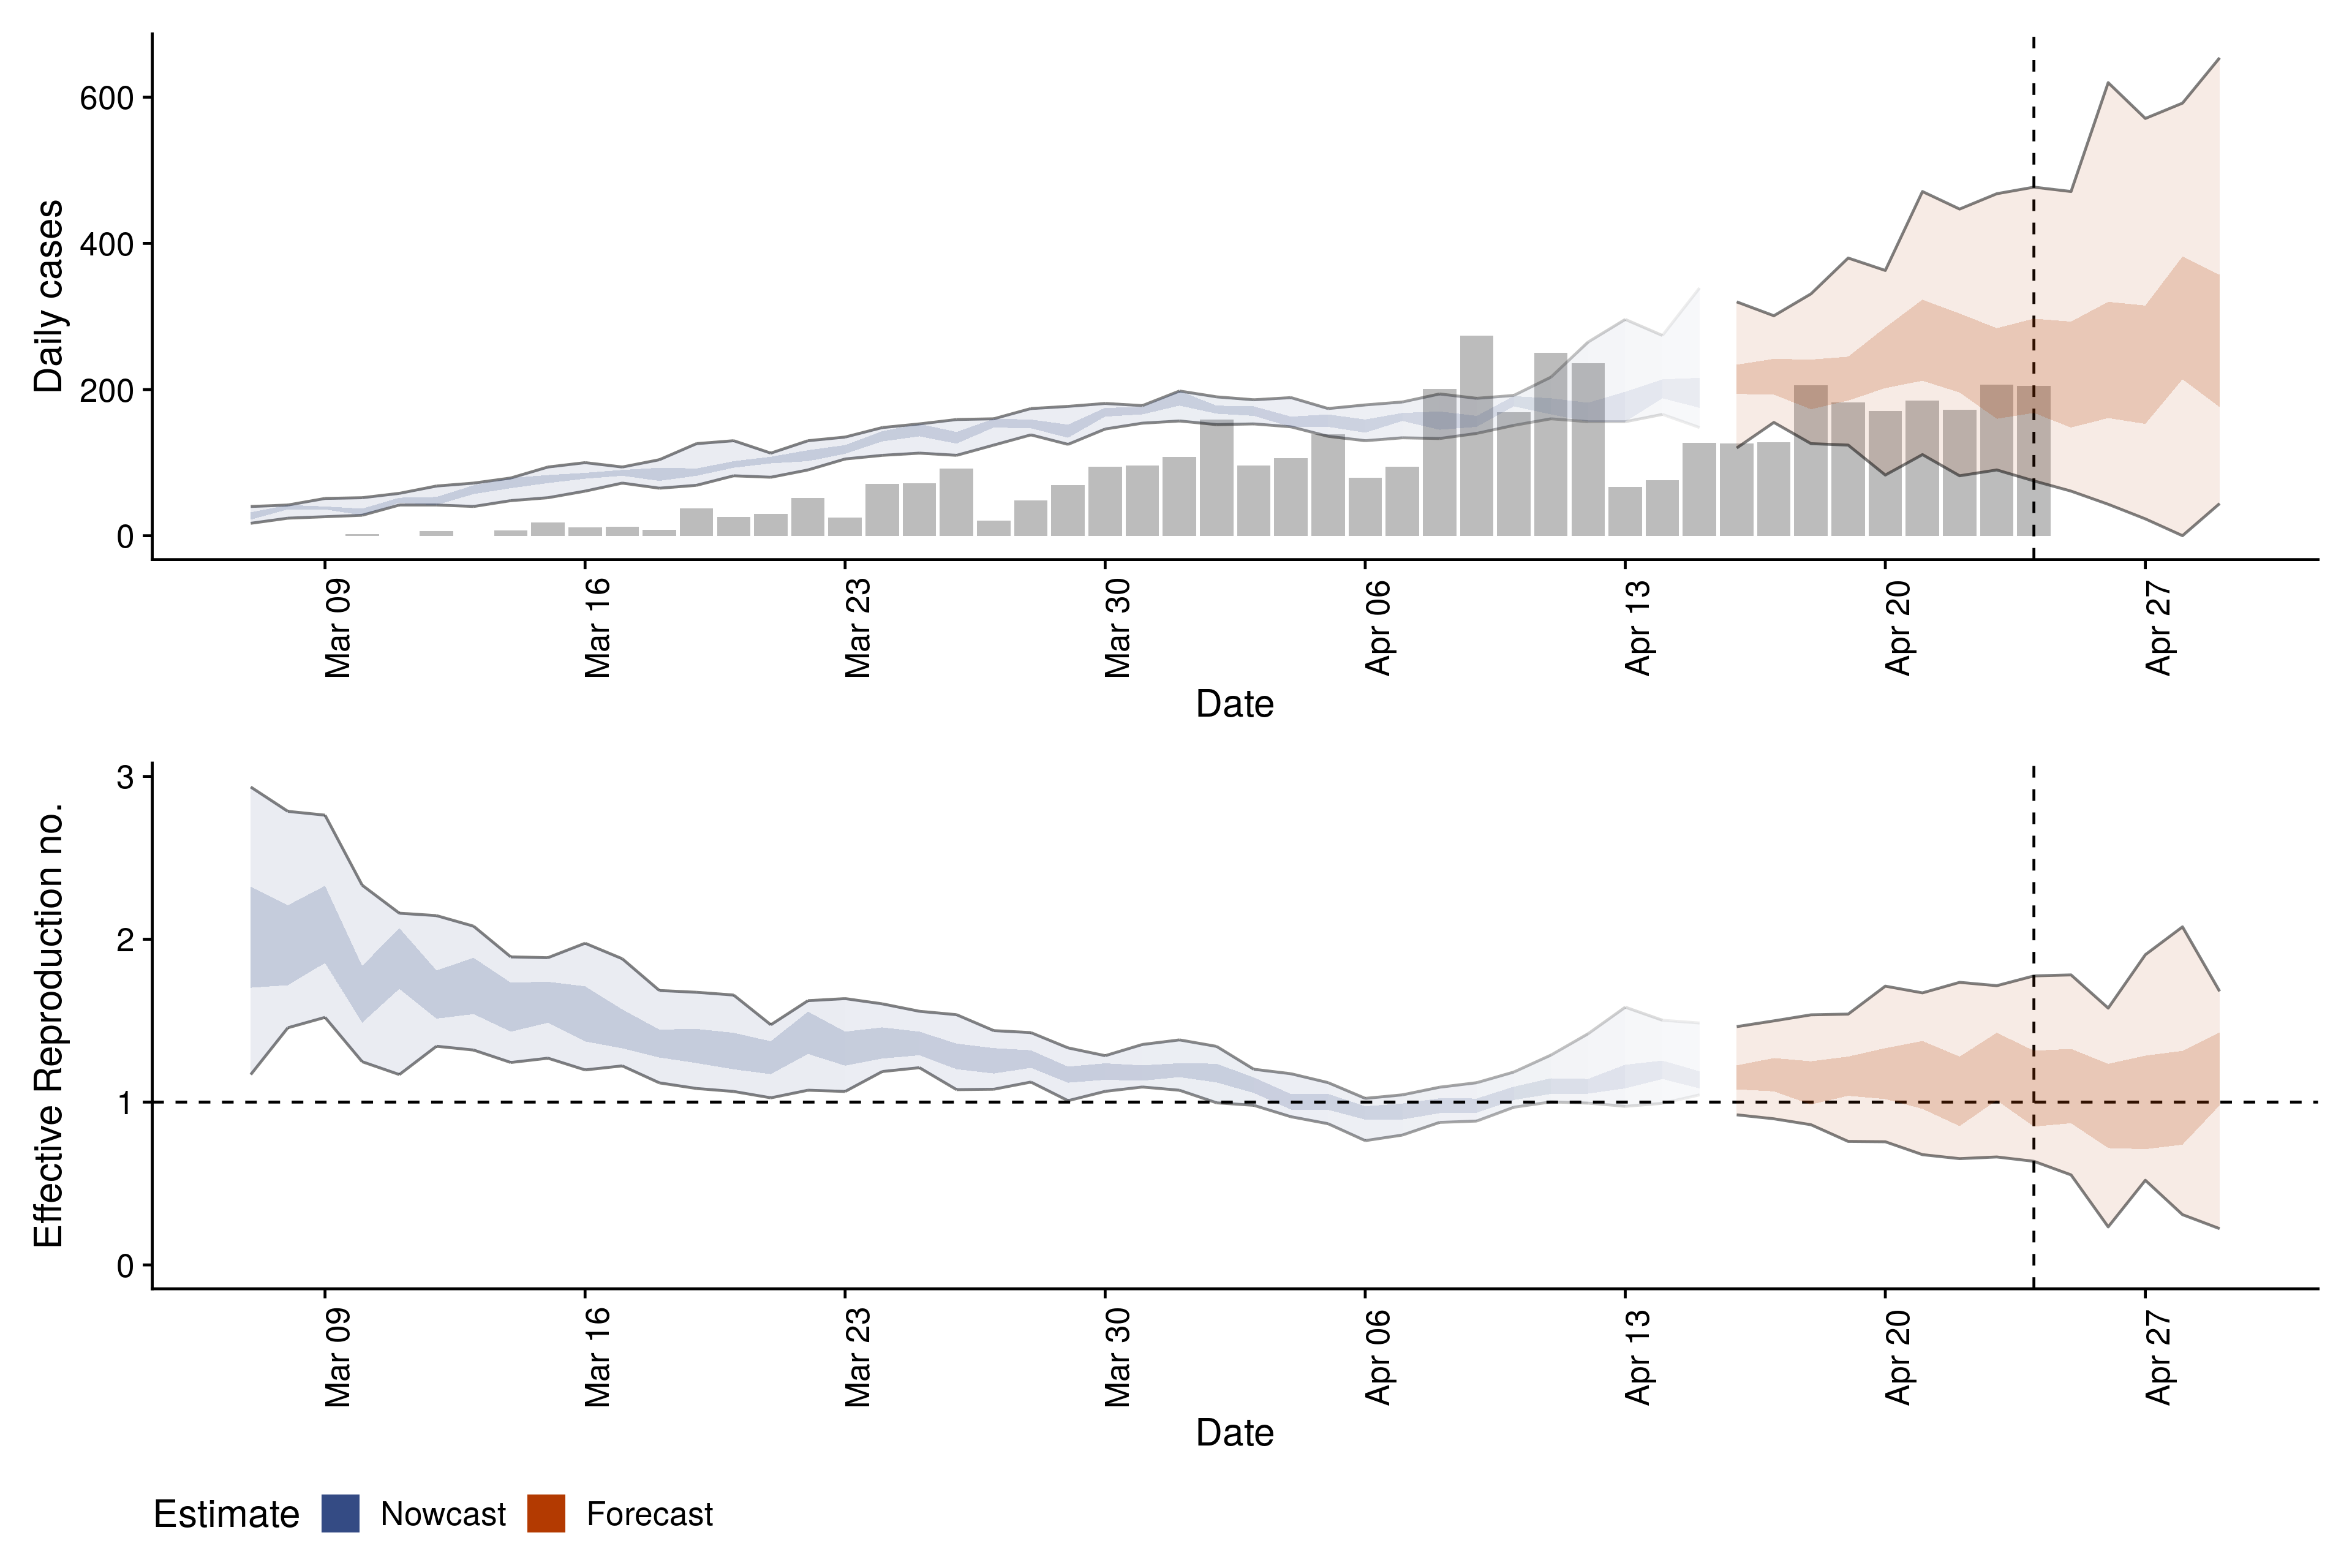 Daily cases
600
400
200
0
Mar 09
Mar 16
Mar 23
Mar 30
Apr 06
Apr 13
Apr 20
Apr 27
Date
Effective Reproduction no.
3
2
1
0
Mar 09
Mar 16
Mar 23
Mar 30
Apr 06
Apr 13
Apr 20
Apr 27
Date
Estimate Nowcast Forecast